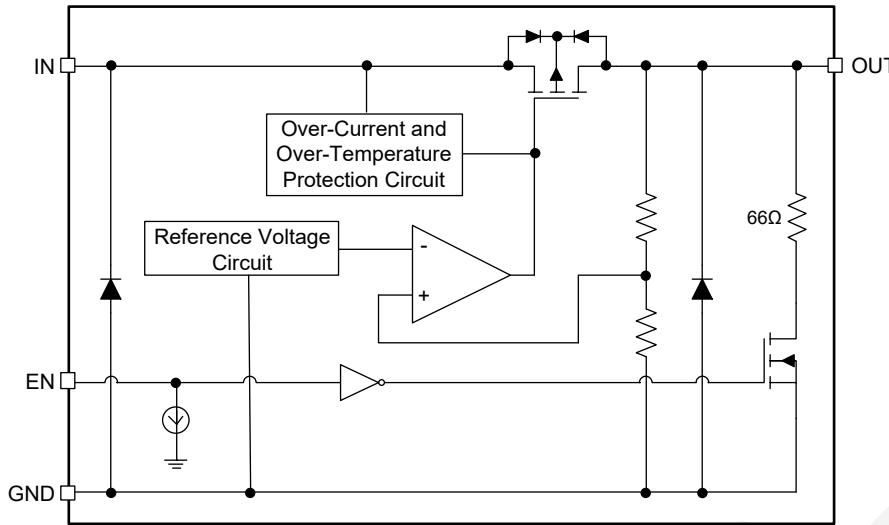 IN
OUT
Over-Current and
Over-Temperature
Protection Circuit
66Ω
Reference Voltage
Circuit
-
+
EN
GND